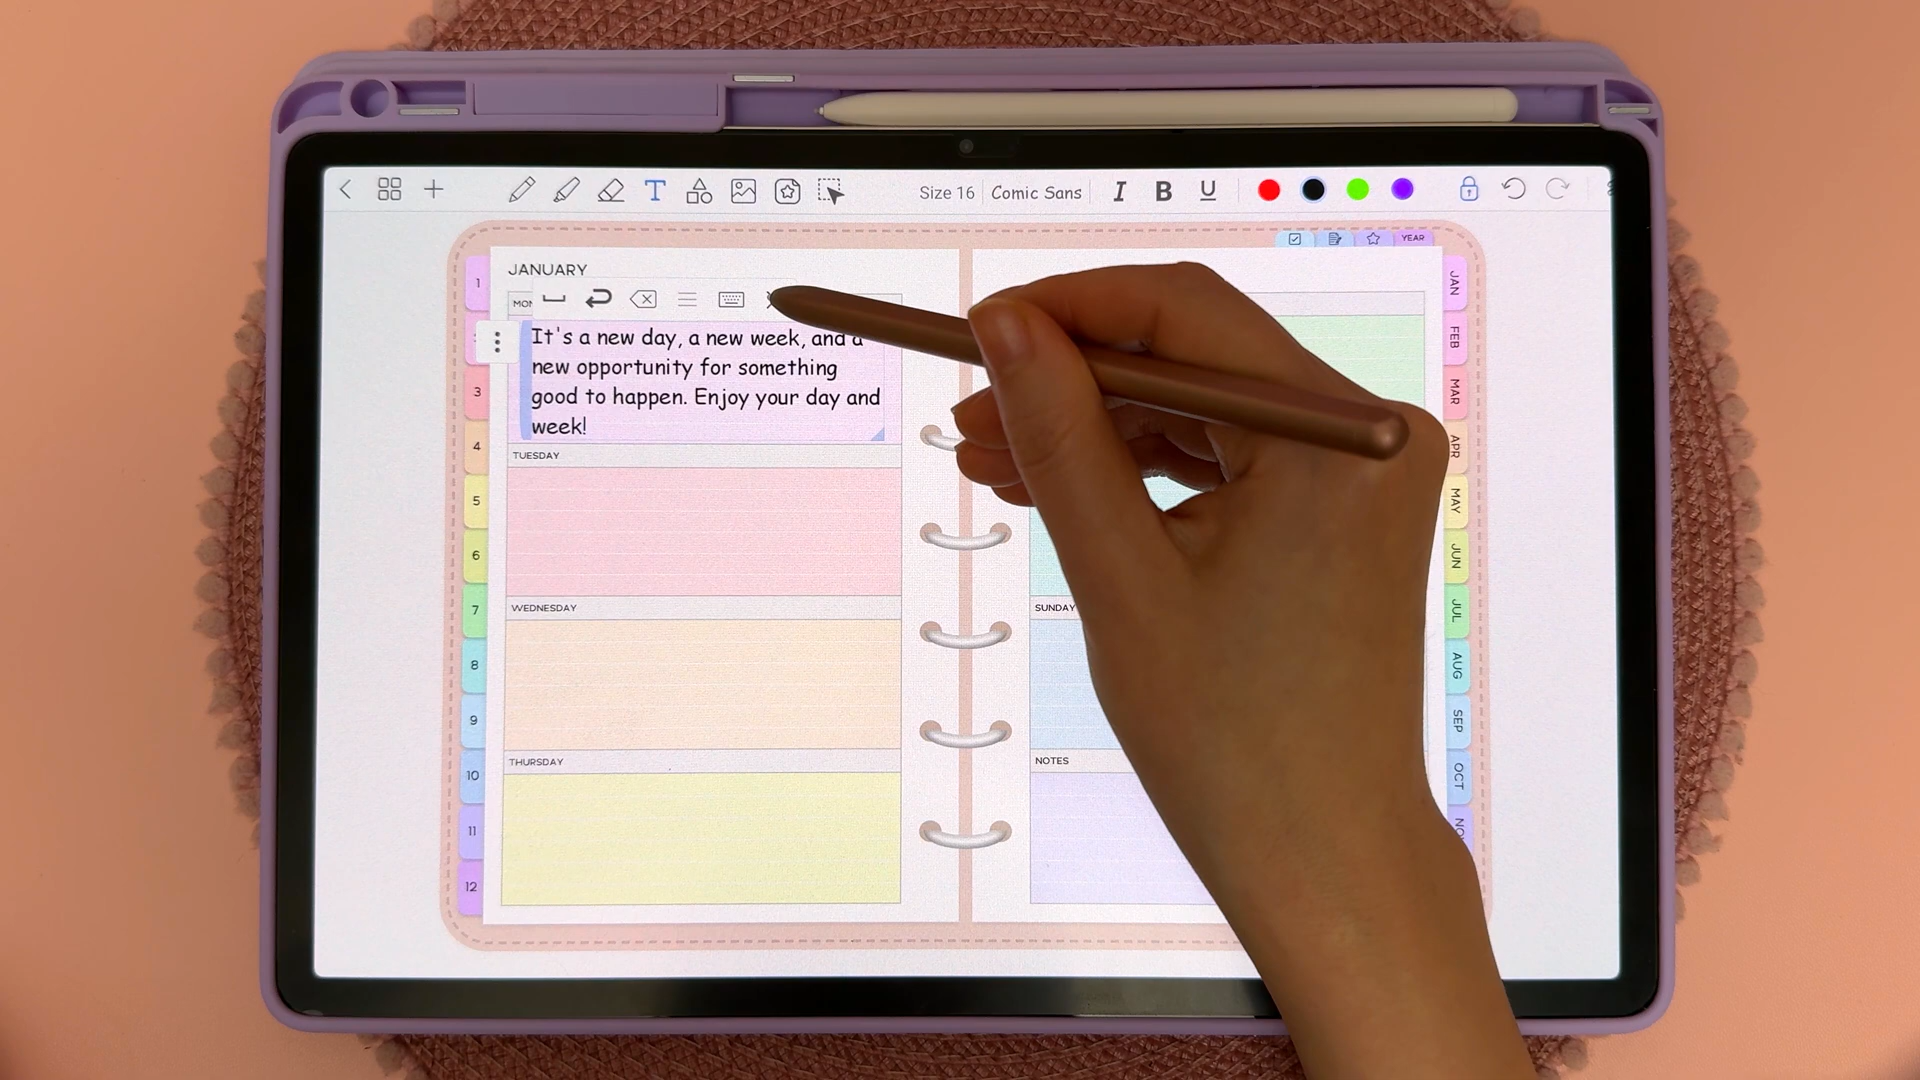 Size 16 Comic Sans I B U
YEAR
JANUARY
MON
It's a new day, a new week, and a
new opportunity for something
good to happen. Enjoy your day and
week!
TUESDAY
WEDNESDAY
THURSDAY
SUNDAY
NOTES
1
3
4
5
6
7
8
9
10
11
12
JAN
FEB
MAR
APR
MAY
JUN
JUL
AUG
SEP
OCT